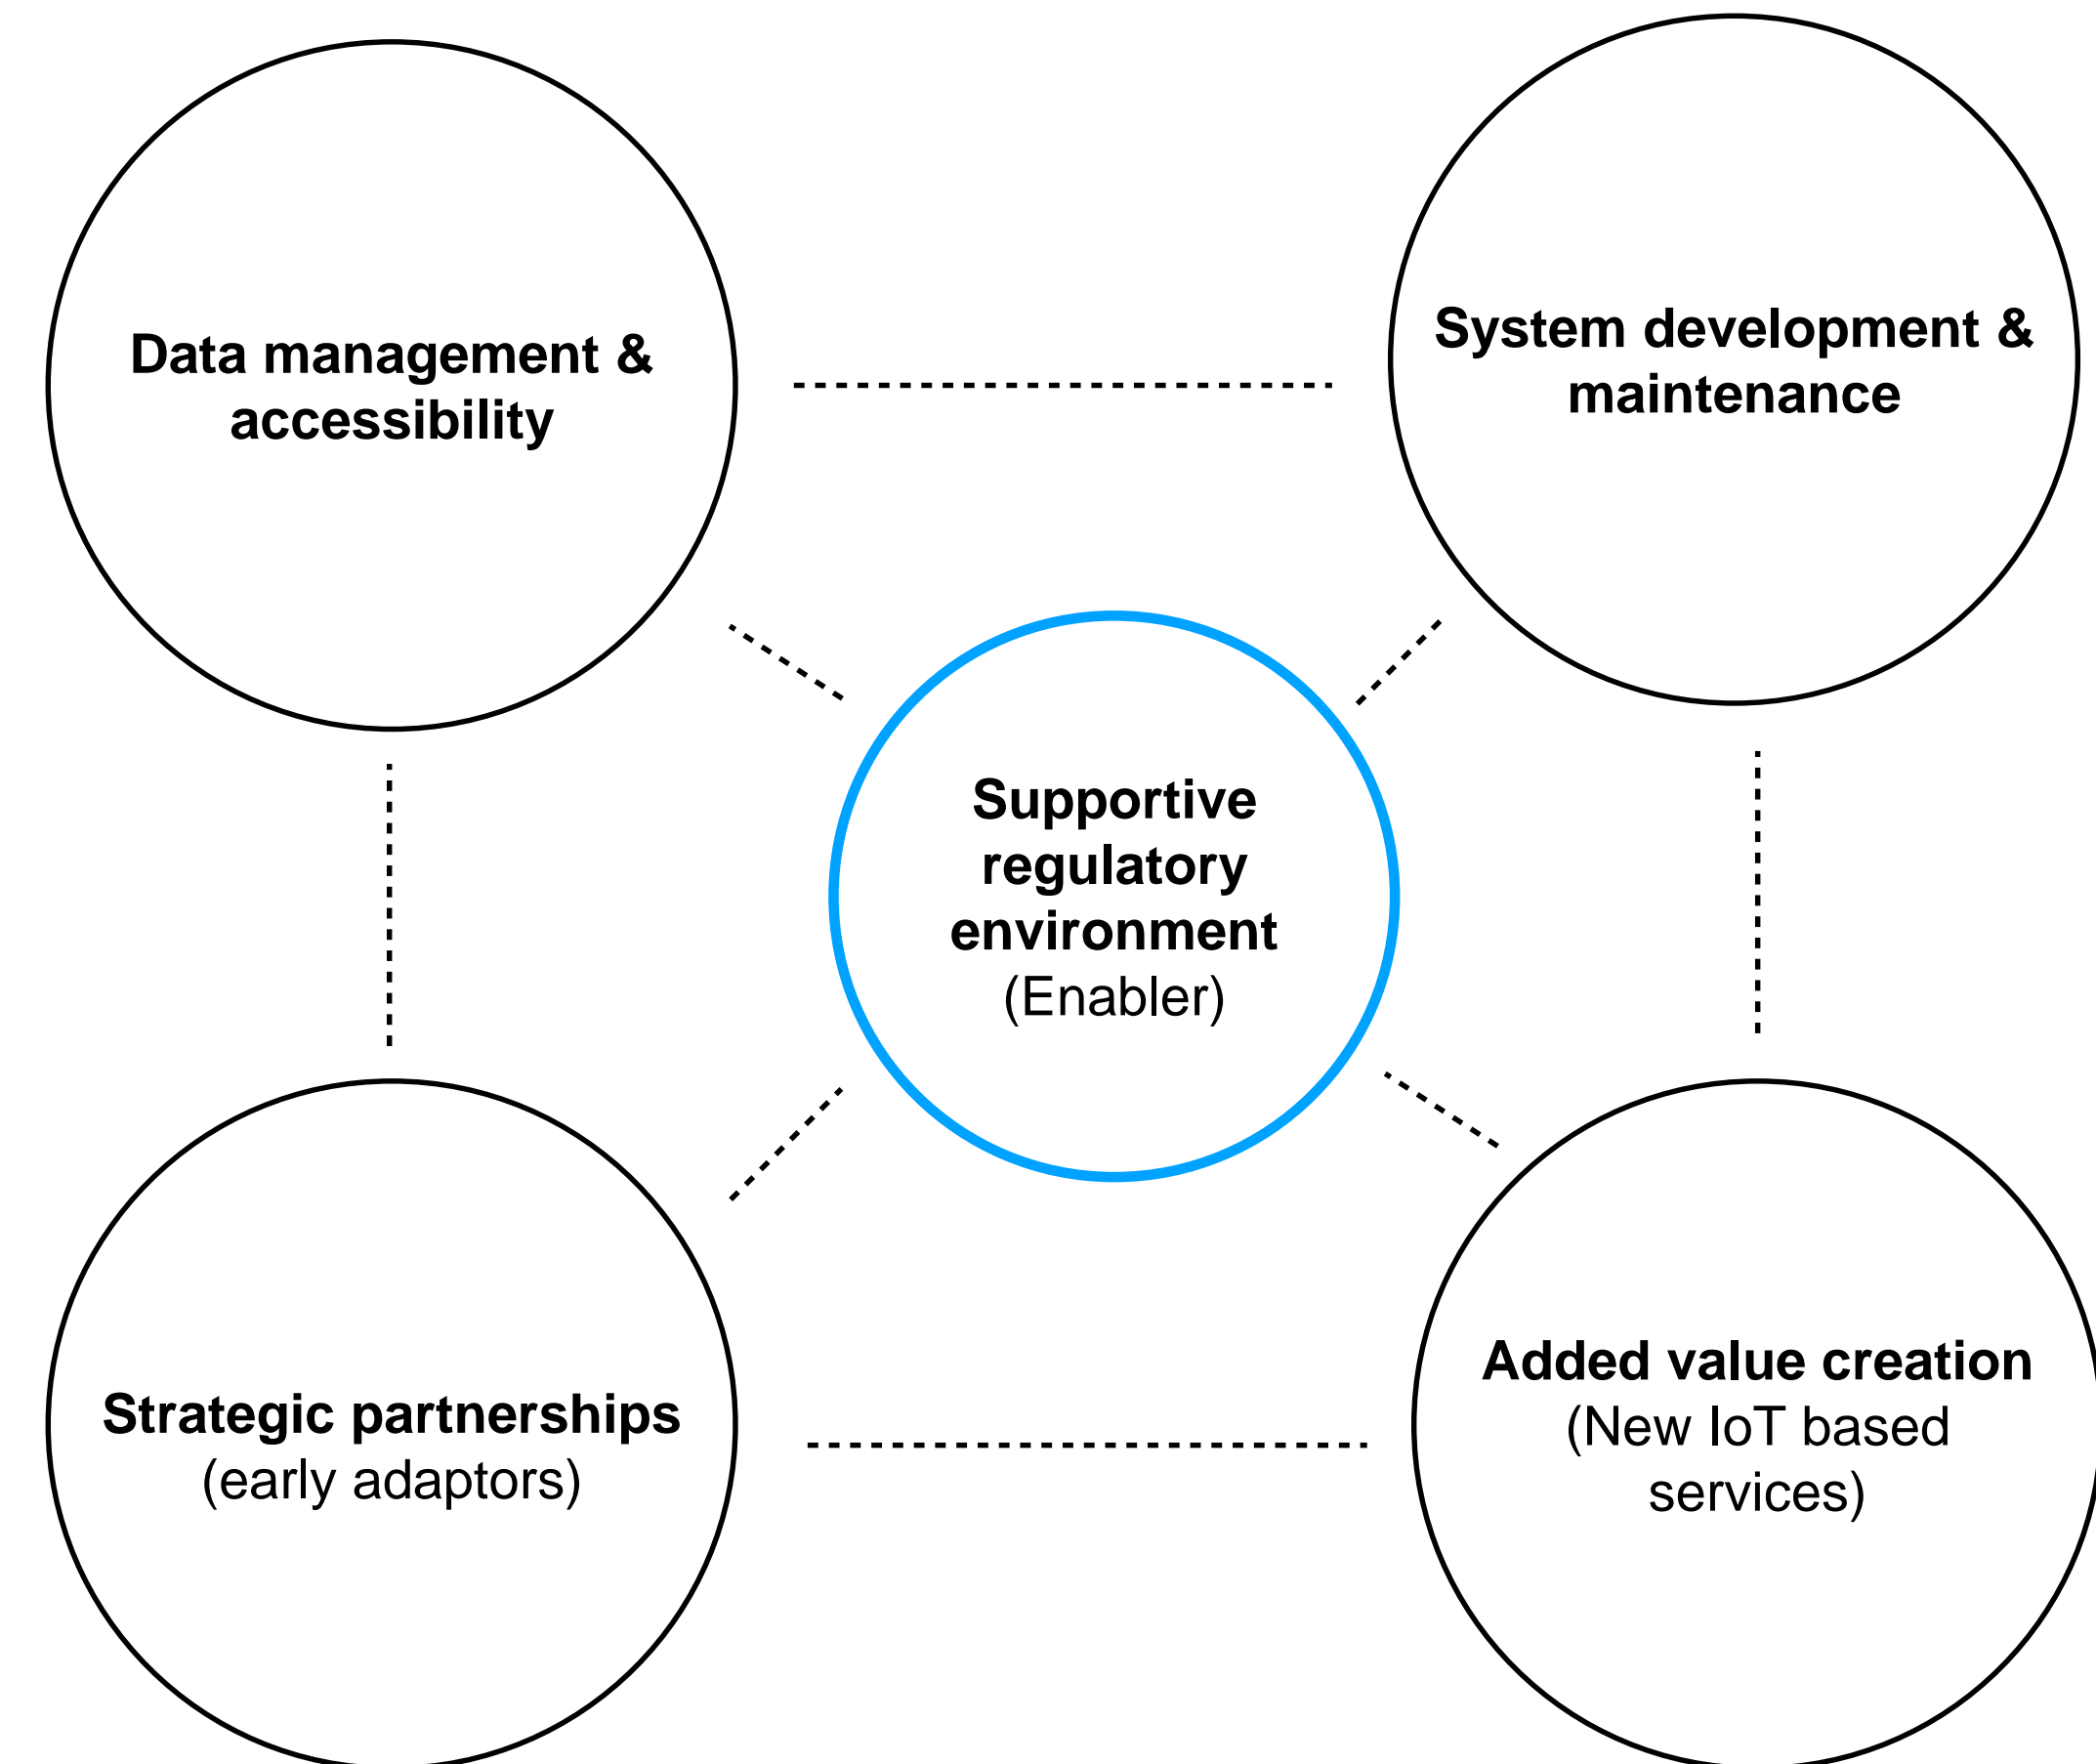 Data management &
accessibility
System development &
maintenance
Supportive
regulatory
environment
(Enabler)
Strategic partnerships
(early adaptors)
Added value creation
(New IoT based
services)